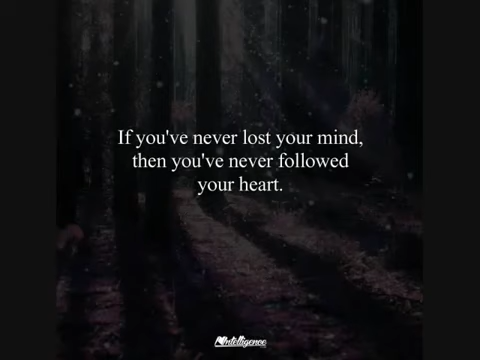 If you've never lost your mind,
then you've never followed
your heart.
Intelligence